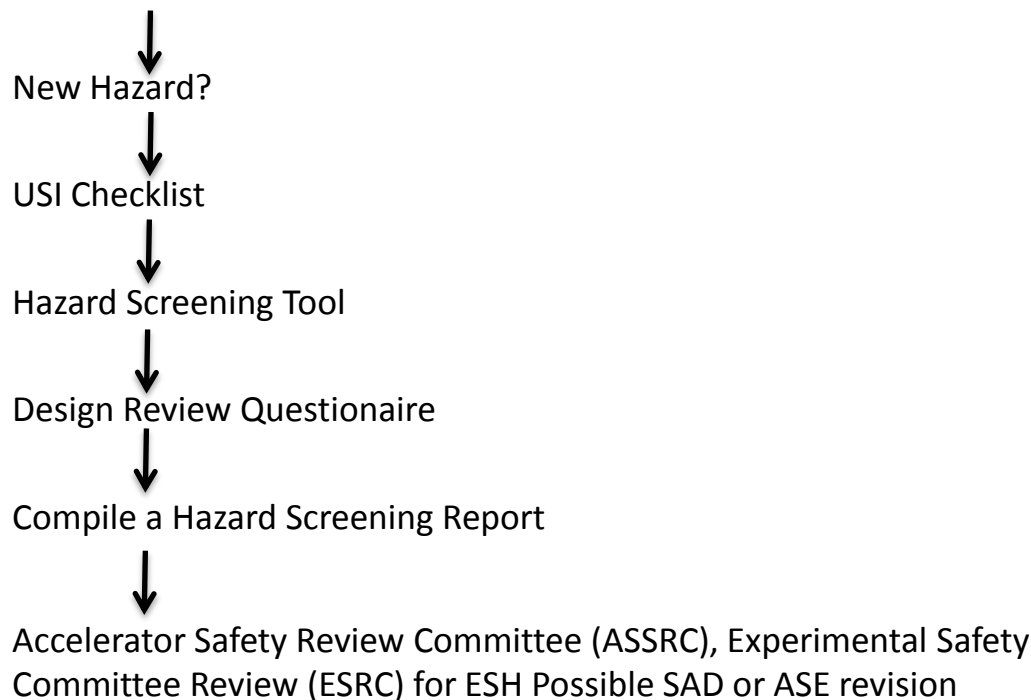 New Hazard?
USI Checklist
Hazard Screening Tool
Design Review Questionaire
Compile a Hazard Screening Report
Accelerator Safety Review Committee (ASSRC), Experimental Safety
Committee Review (ESRC) for ESH Possible SAD or ASE revision